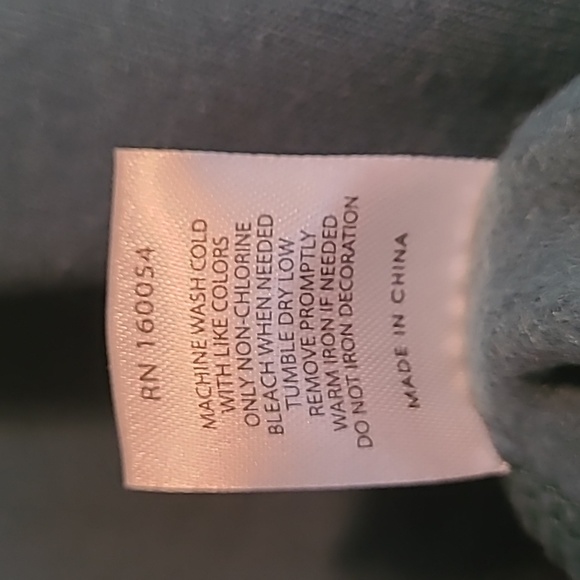 RN 160054
MACHINE WASH COLD
WITH LIKE COLORS
ONLY NON-CHLORINE
BLEACH WHEN NEEDED
TUMBLE DRY LOW
REMOVE PROMPTLY
WARM IRON IF NEEDED
DO NOT IRON DECORATION
MADE IN CHINA